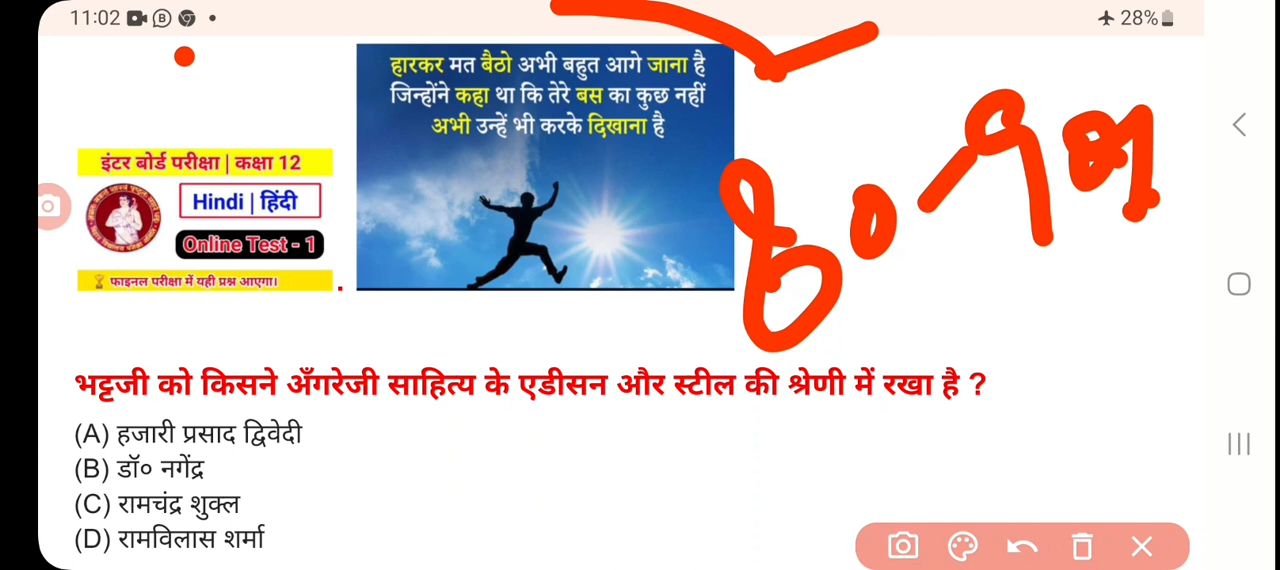 11:02
28%
हारकर मत बैठो अभी बहुत आगे जाना है
जिन्होंने कहा था कि तेरे बस का कुछ नहीं
अभी उन्हें भी करके दिखाना है
इंटर बोर्ड परीक्षा | कक्षा 12
Hindi | हिंदी
Online Test - 1
फाइनल परीक्षा में यही प्रश्न आएगा।
भट्टजी को किसने अँगरेजी साहित्य के एडीसन और स्टील की श्रेणी में रखा है ?
(A) हजारी प्रसाद द्विवेदी
(B) डॉ० नगेंद्र
(C) रामचंद्र शुक्ल
(D) रामविलास शर्मा